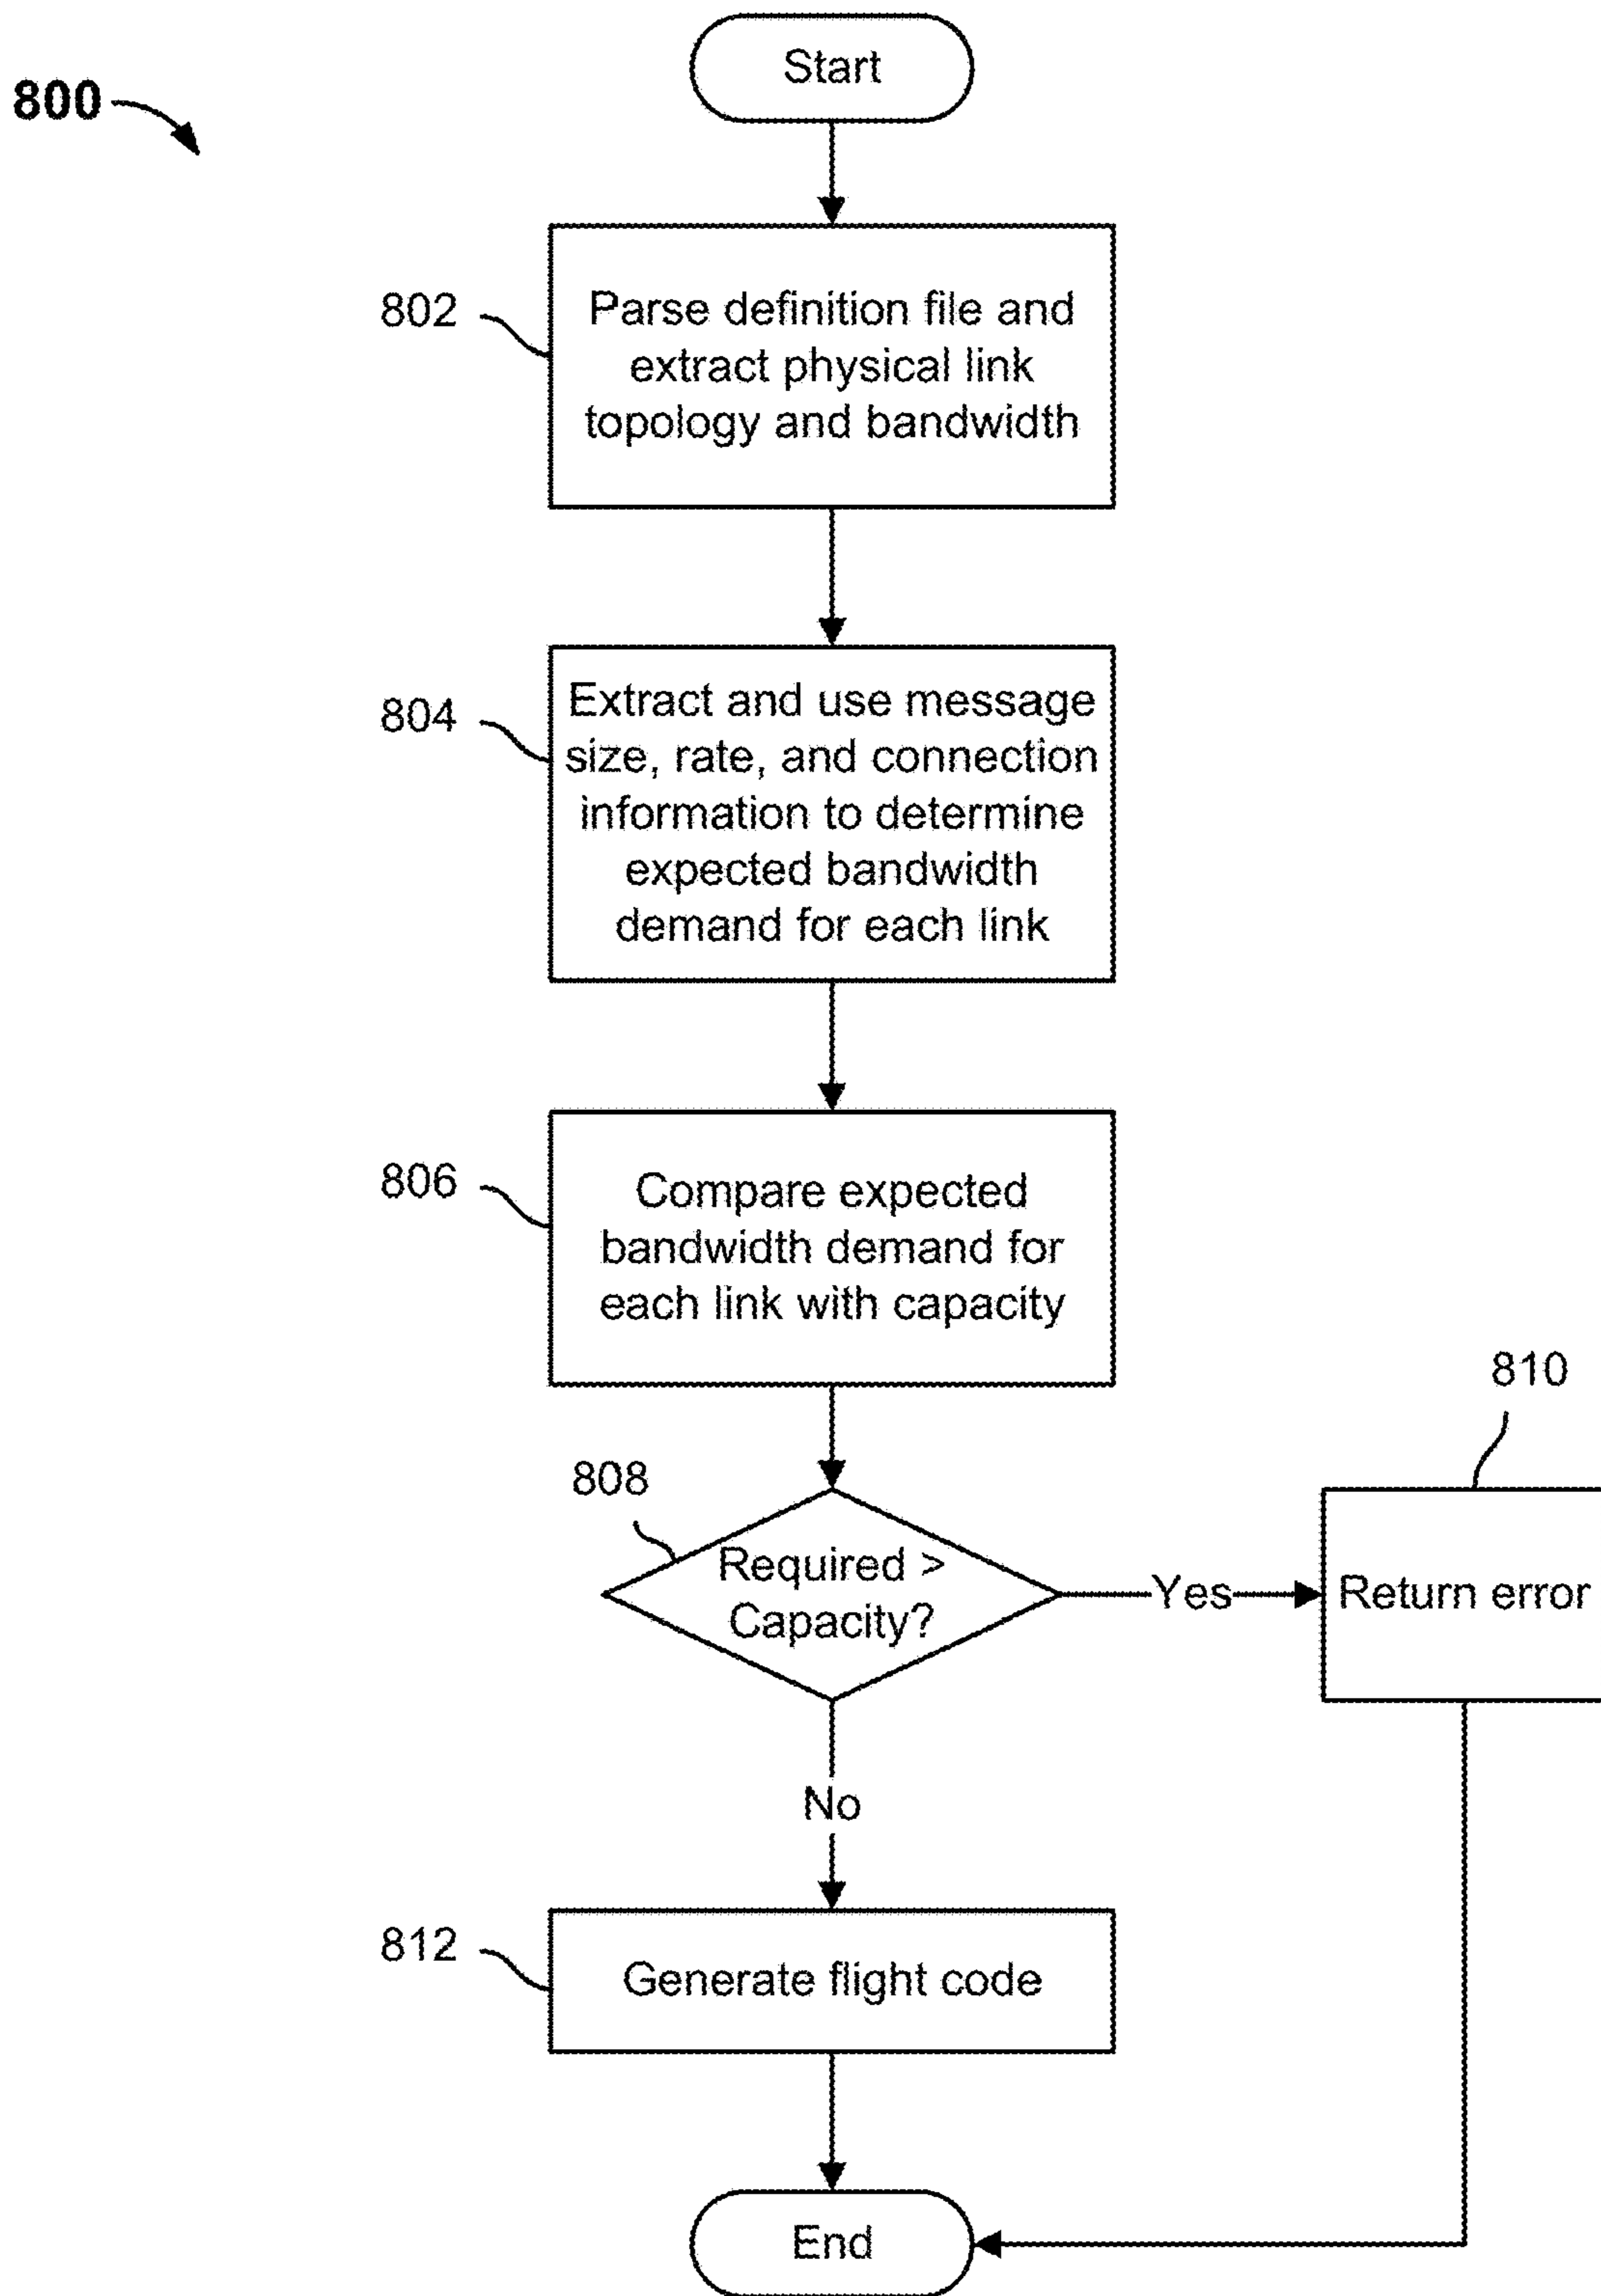 Start
800
802
Parse definition file and
extract physical link
topology and bandwidth
804
Extract and use message
size, rate, and connection
information to determine
expected bandwidth
demand for each link
806
Compare expected
bandwidth demand for
each link with capacity
810
808
Required >
Capacity?
Yes
Return error
No
812
Generate flight code
End